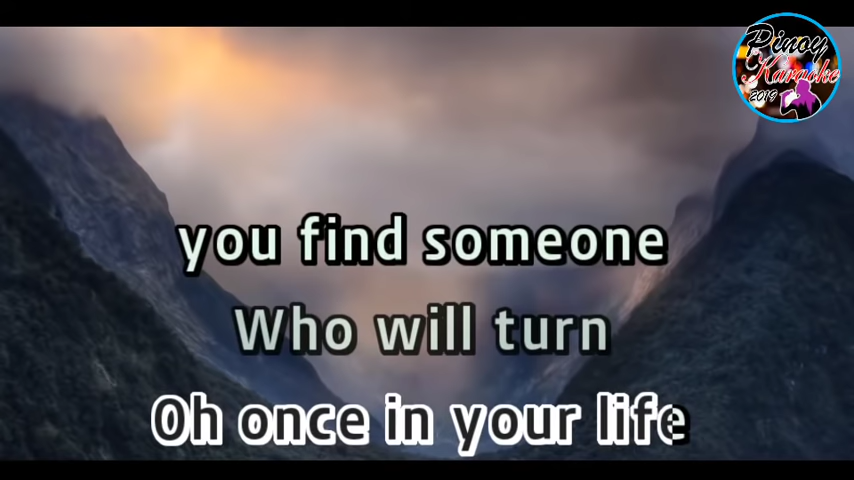 Pinoy
Karaoke
2019
you find someone
Who will turn
Oh once in your life